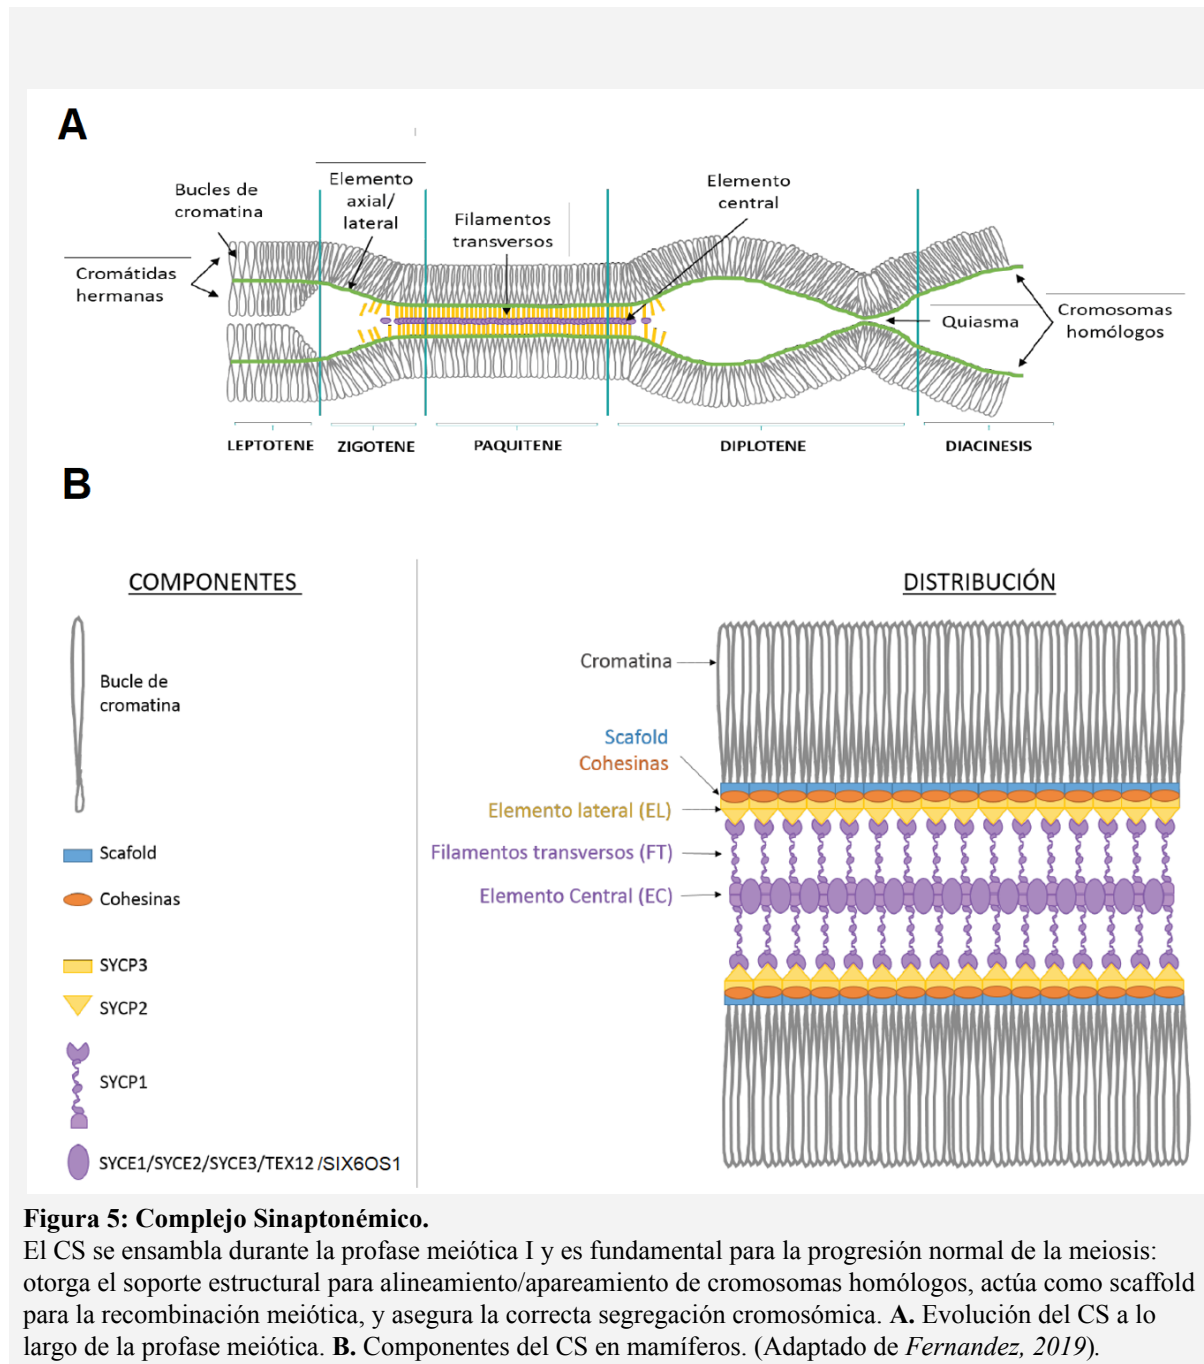 A
Bucles de
cromatina
Elemento
axial/
lateral
Filamentos
transversos
Elemento
central
Cromátidas
hermanas
Quiasma
Cromosomas
homólogos
LEPTOTENE
ZIGOTENE
PAQUITENE
DIPLOTENE
DIACINESIS
B
COMPONENTES
Bucle de
cromatina
Scafold
Cohesinas
SYCP3
SYCP2
SYCP1
SYCE1/SYCE2/SYCE3/TEX12 /SIX6OS1
DISTRIBUCIÓN
Cromatina
Scafold
Cohesinas
Elemento lateral (EL)
Filamentos transversos (FT)
Elemento Central (EC)
Figura 5: Complejo Sinaptonémico.
El CS se ensambla durante la profase meiótica I y es fundamental para la progresión normal de la meiosis:
otorga el soporte estructural para alineamiento/apareamiento de cromosomas homólogos, actúa como scaffold
para la recombinación meiótica, y asegura la correcta segregación cromosómica. A. Evolución del CS a lo
largo de la profase meiótica. B. Componentes del CS en mamíferos. (Adaptado de Fernandez, 2019).